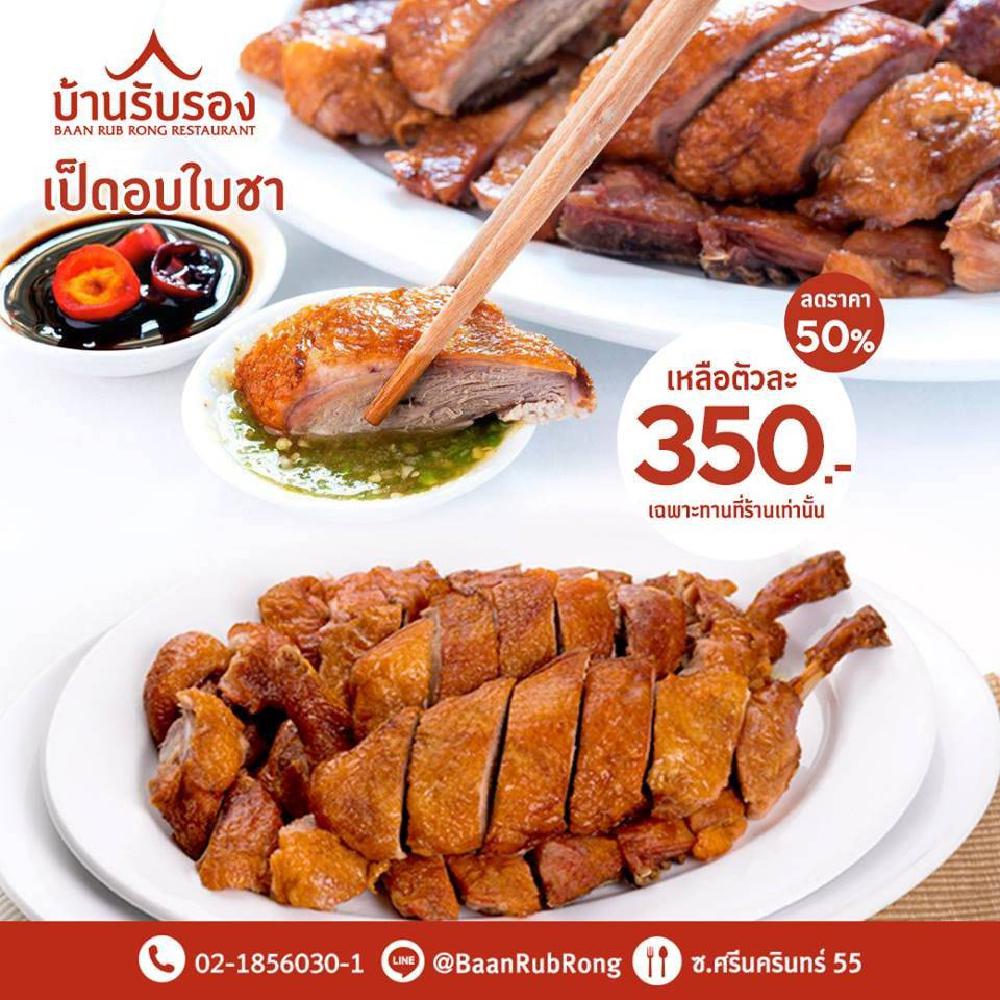 บ้านรับรอง
BAAN RUB RONG RESTAURANT
เป็ดอบใบชา
ลดราคา
50%
เหลือตัวละ
350.-
เฉพาะทานที่ร้านเท่านั้น
02-1856030-1 LINE @BaanRubRong ซ.ศรีนครินทร์ 55